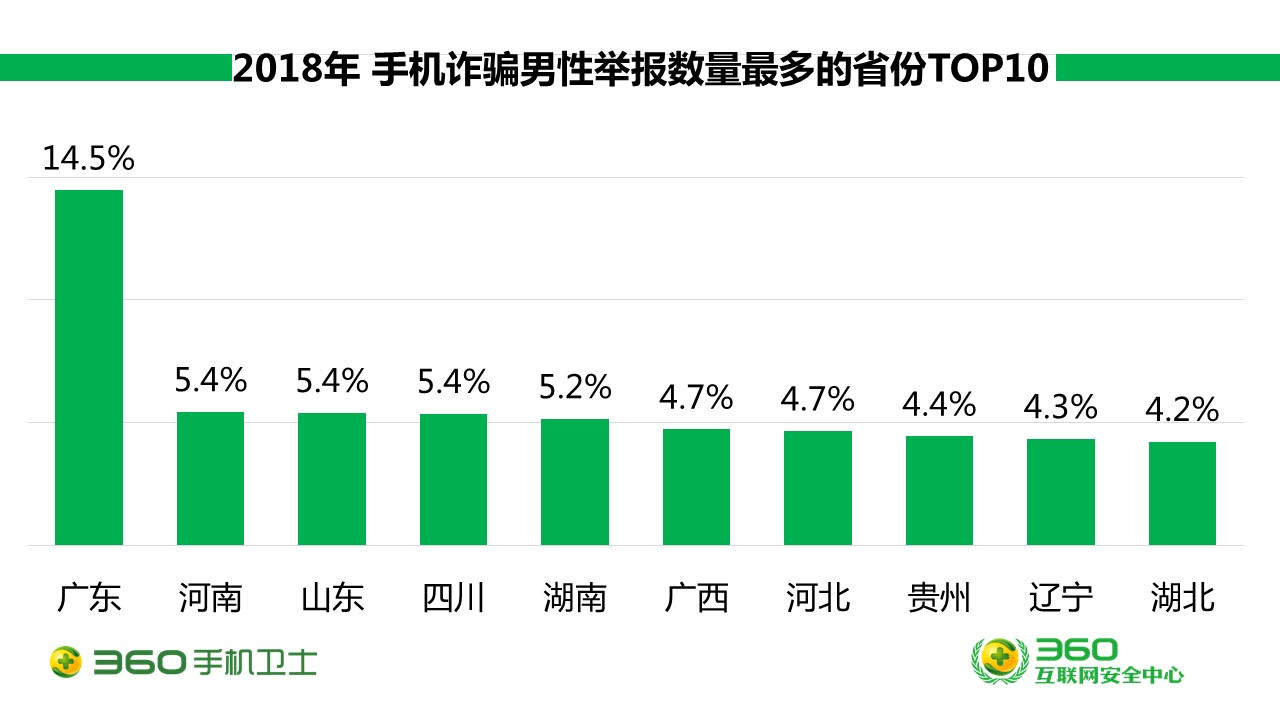 2018年 手机诈骗男性举报数量最多的省份TOP10
14.5%
5.4%
5.4%
5.4%
5.2%
4.7%
4.7%
4.4%
4.3%
4.2%
广东
河南
山东
四川
湖南
广西
河北
贵州
辽宁
湖北
360手机卫士
360
互联网安全中心